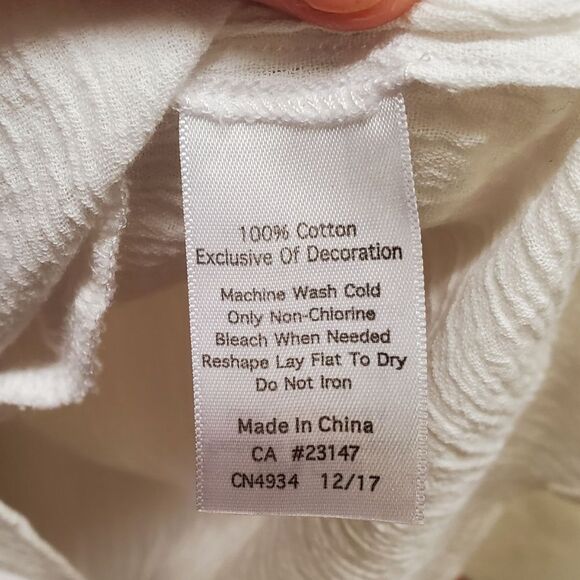 100% Cotton
Exclusive Of Decoration
Machine Wash Cold
Only Non-Chlorine
Bleach When Needed
Reshape Lay Flat To Dry
Do Not Iron
Made In China
CA #23147
CN4934 12/17